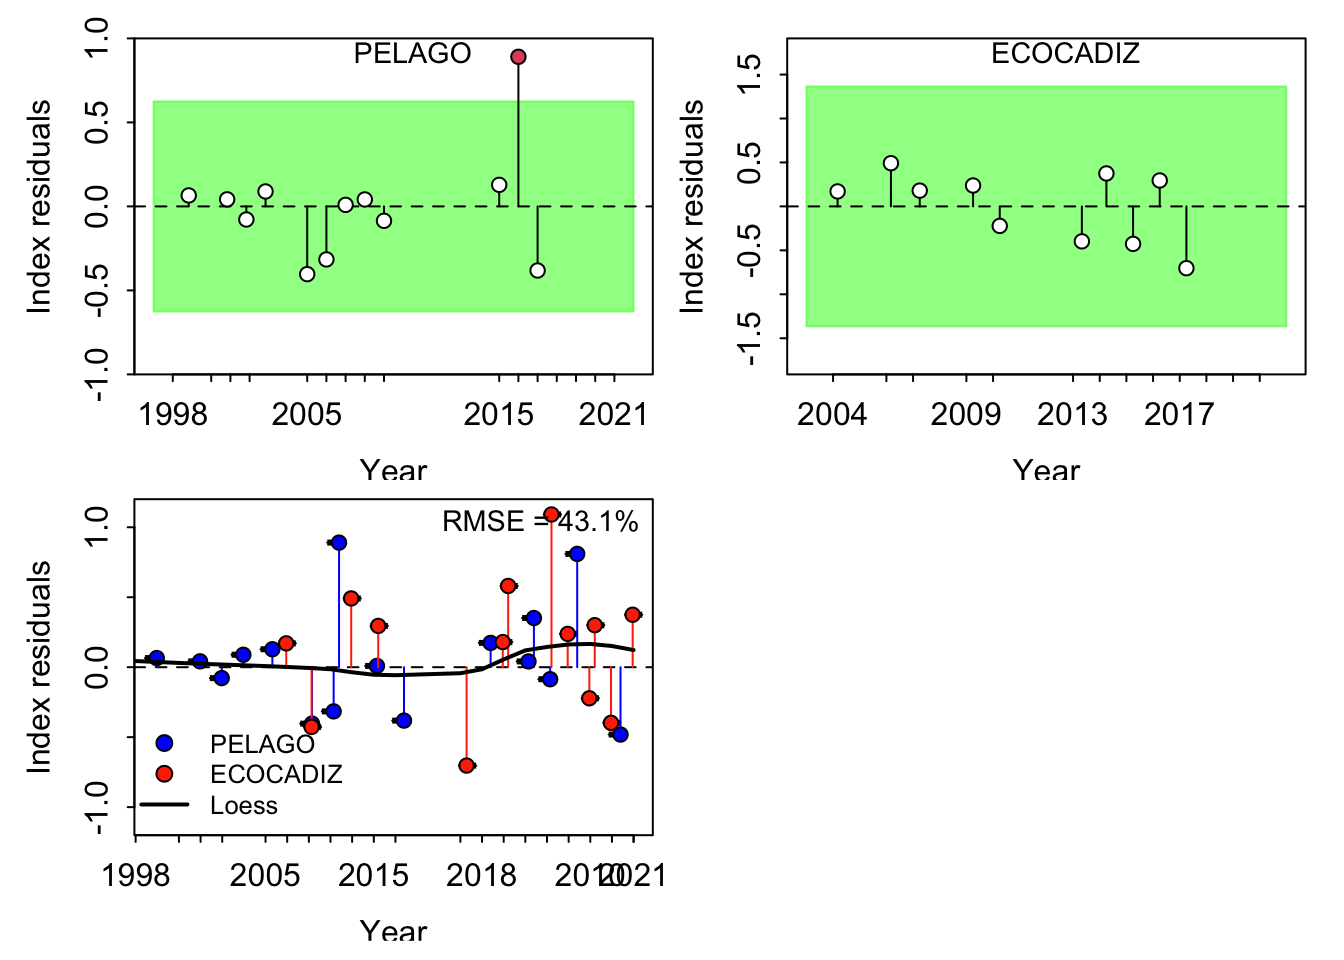 PELAGO
Index residuals
1.0
0.5
0.0
-0.5
-1.0
1998 2005 2015 2021
Year
ECOCADIZ
Index residuals
1.5
0.5
-0.5
-1.5
2004 2009 2013 2017
Year
RMSE = 43.1%
Index residuals
1.0
0.0
-1.0
PELAGO
ECOCADIZ
Loess
1998 2005 2015 2018 2010 2021
Year